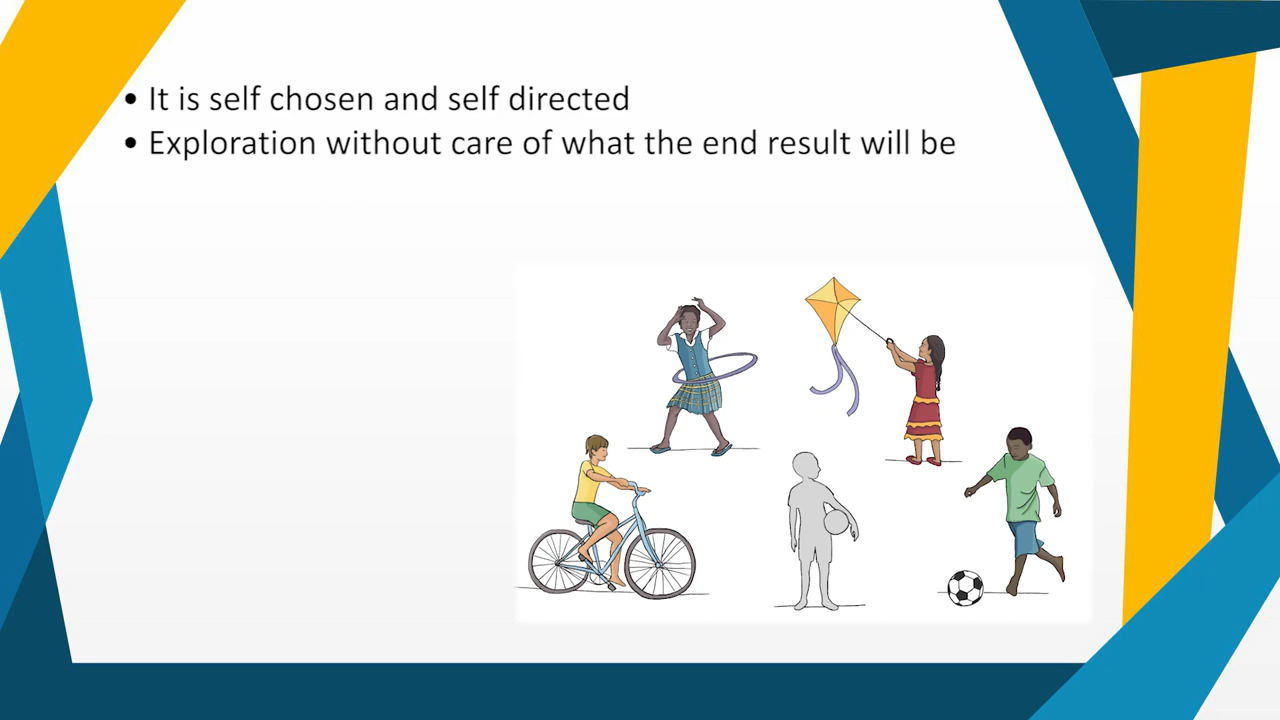 • It is self chosen and self directed
• Exploration without care of what the end result will be